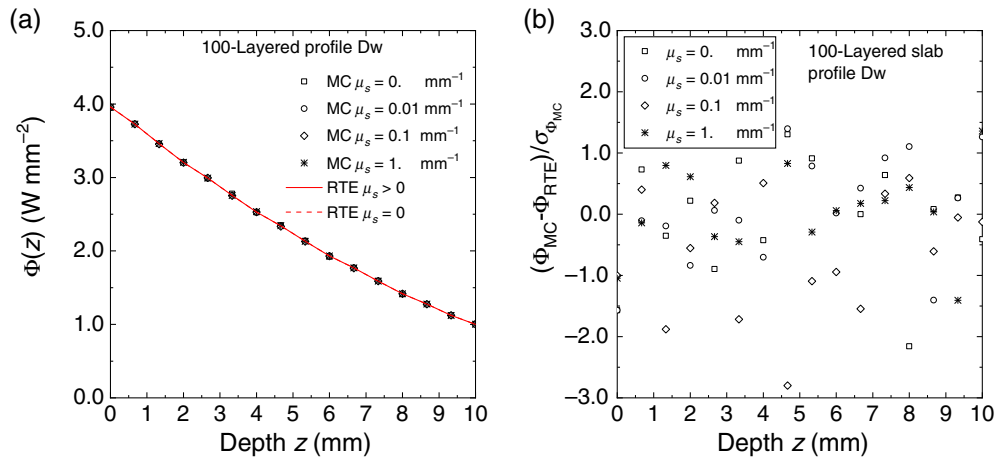 (a)
100-Layered profile Dw
MC μs = 0. mm−1
MC μs = 0.01 mm−1
MC μs = 0.1 mm−1
MC μs = 1. mm−1
RTE μs > 0
RTE μs = 0
Φ(z) (W mm−2)
5.0
4.0
3.0
2.0
1.0
0.0
0 1 2 3 4 5 6 7 8 9 10
Depth z (mm)
(b)
μs = 0. mm−1
μs = 0.01 mm−1
μs = 0.1 mm−1
μs = 1. mm−1
100-Layered slab
profile Dw
(ΦMC-ΦRTE)/σΦMC
3.0
2.0
1.0
0.0
−1.0
−2.0
−3.0
0 1 2 3 4 5 6 7 8 9 10
Depth z (mm)